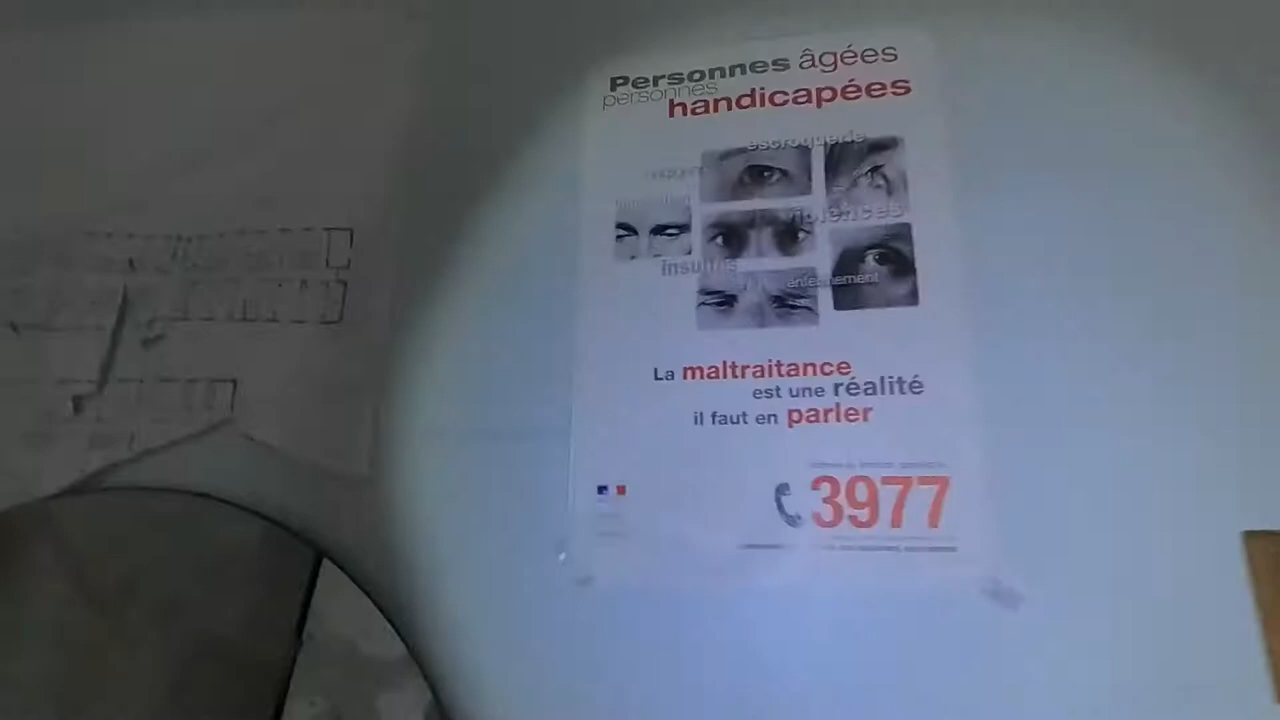 Personnes âgées
personnes
handicapées
escroquerie
violences
insultes
enfermement
La maltraitance
est une réalité
il faut en parler
3977